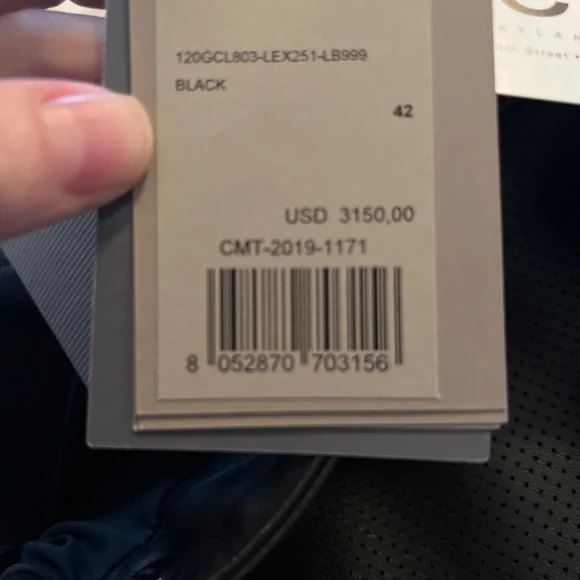 120GCL803-LEX251-LB999
BLACK
42
USD 3150,00
CMT-2019-1171
8 052870 703156